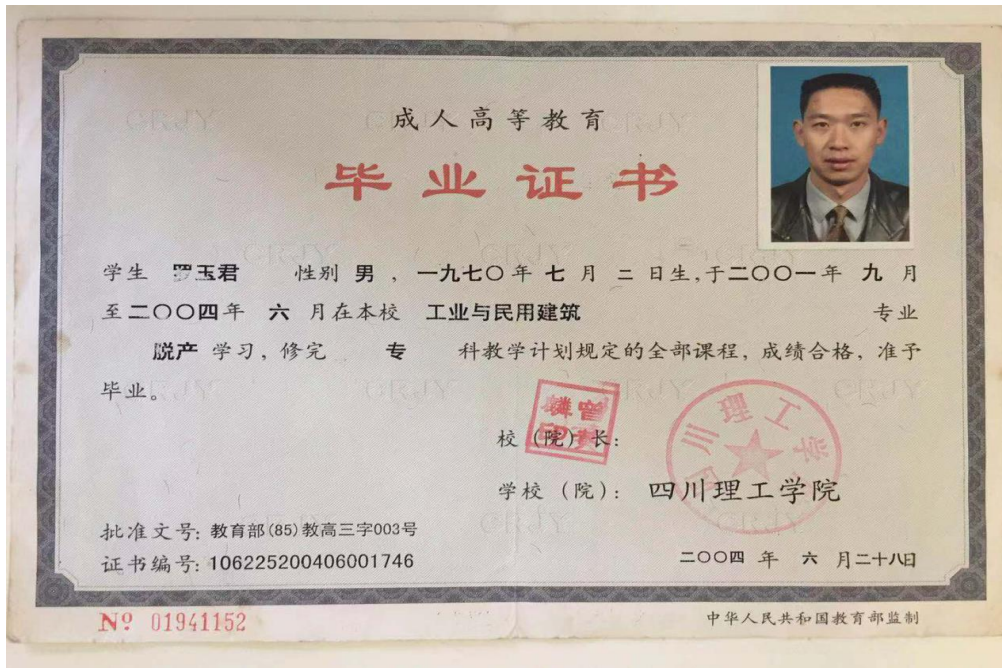 成人高等教育
毕业证书
学生 罗玉君 性别 男 ，一九七〇年 七 月 二 日生，于二〇〇一年 九 月
至二〇〇四年 六 月在本校 工业与民用建筑 专业
脱产 学习，修完 专 科教学计划规定的全部课程，成绩合格，准予
毕业。
校（院）长：
学校（院）： 四川理工学院
四川理工学院
批准文号：教育部(85)教高三字003号
证书编号：106225200406001746
二〇〇四 年 六 月二十八日
№ 01941152
中华人民共和国教育部监制